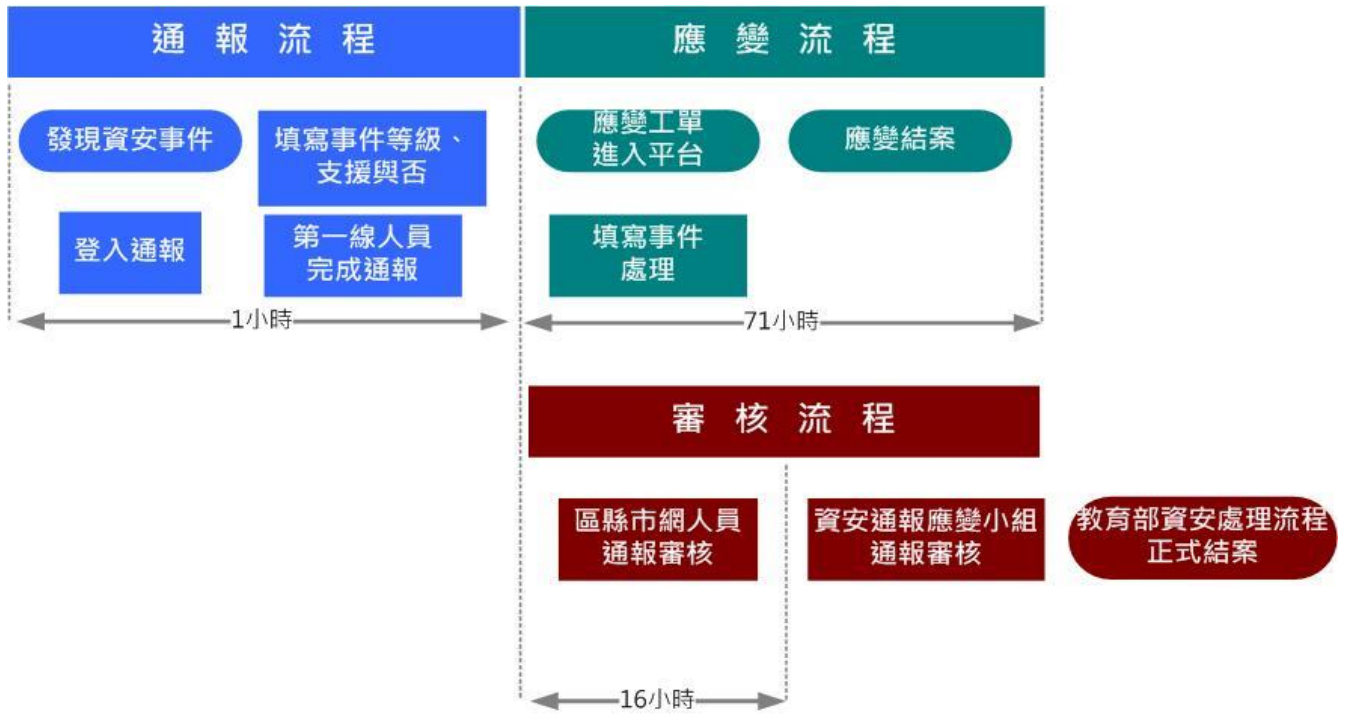 通報流程
應變流程
發現資安事件
填寫事件等級、
支援與否
登入通報
第一線人員
完成通報
應變工單
進入平台
應變結案
填寫事件
處理
1小時
71小時
審核流程
區縣市網人員
通報審核
資安通報應變小組
通報審核
教育部資安處理流程
正式結案
16小時